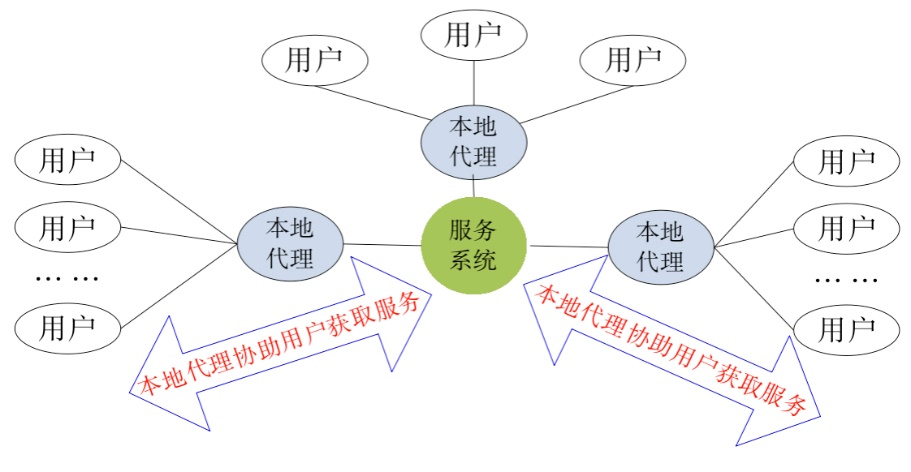 用户
用户
用户
本地
代理
用户
用户
... ...
用户
本地
代理
服务
系统
本地
代理
用户
用户
... ...
用户
本地代理协助用户获取服务
本地代理协助用户获取服务